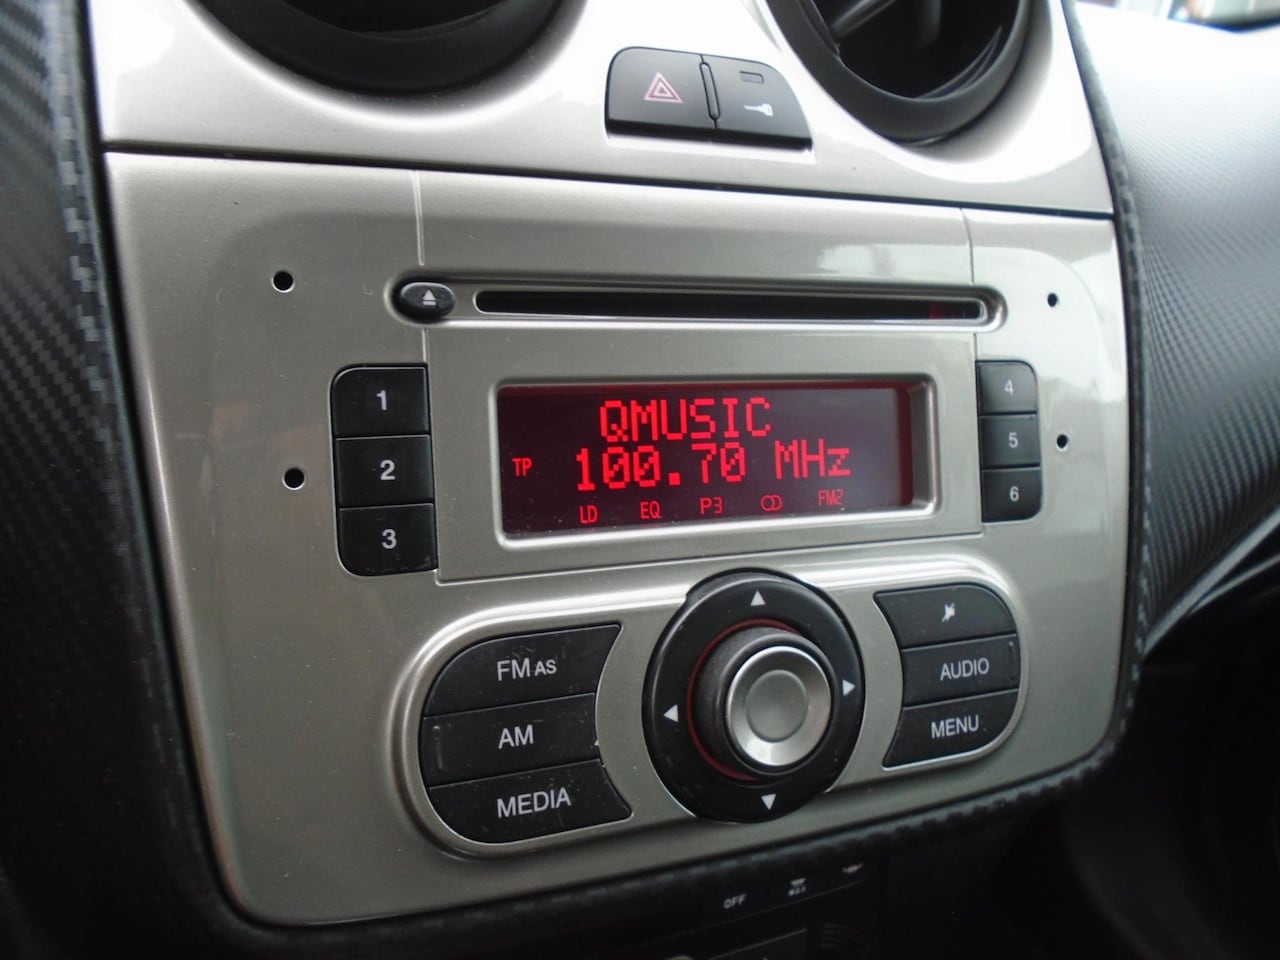 1
2
3
QMUSIC
TP 100.70 MHz
LD EQ P3 FM2
4
5
6
FM AS
AM
MEDIA
AUDIO
MENU
OFF